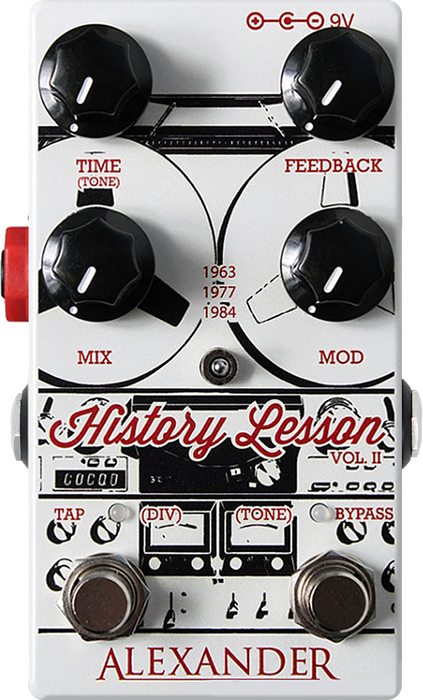 9V
TIME
(TONE)
FEEDBACK
1963
1977
1984
MIX
MOD
History Lesson
VOL. II
TAP
(DIV)
(TONE)
BYPASS
ALEXANDER